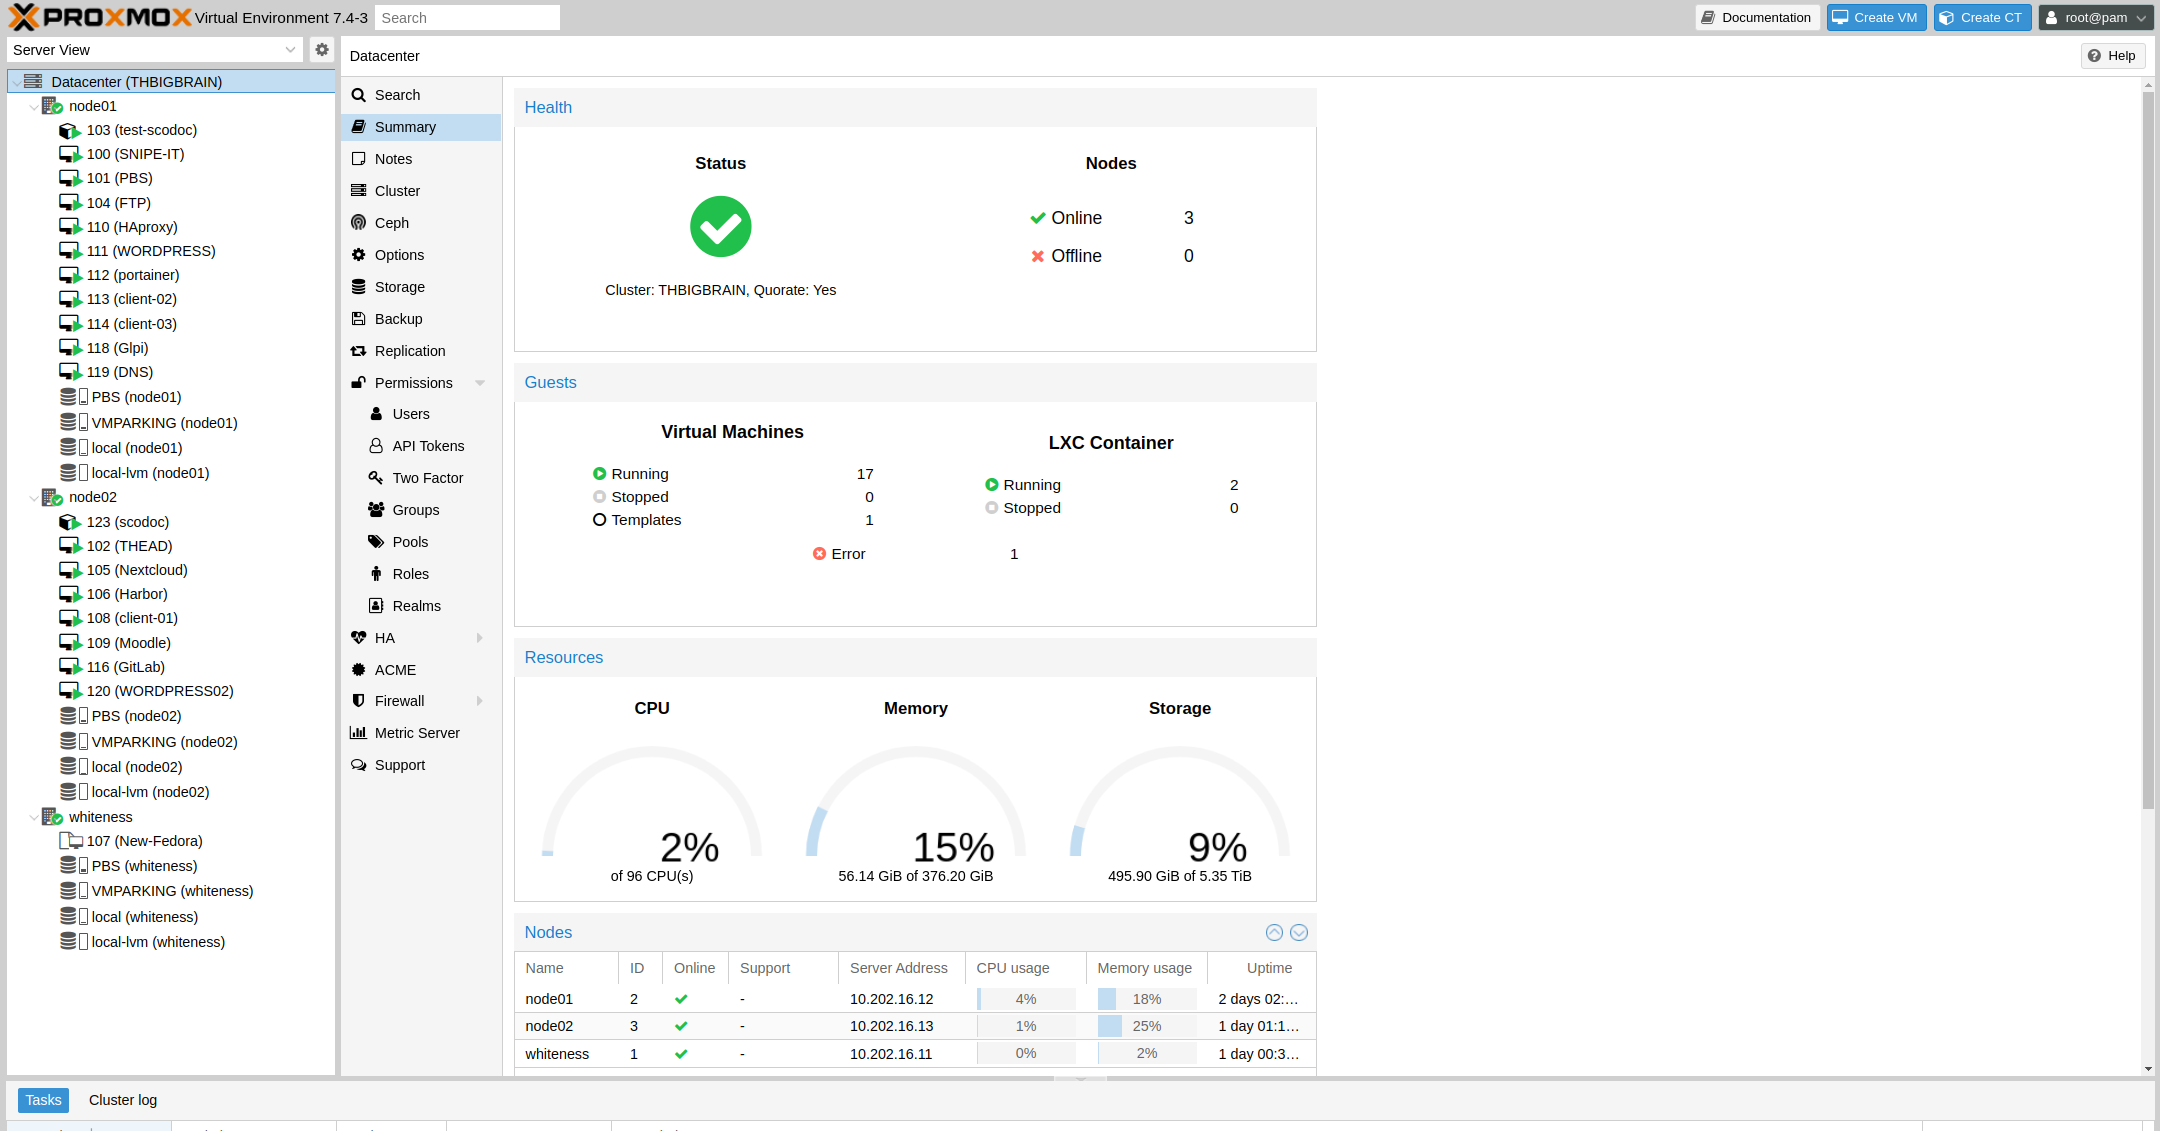 PROXMOX Virtual Environment 7.4-3 Search Documentation Create VM Create CT root@pam
Server View
Datacenter
Help
Datacenter (THBIGBRAIN)
node01
103 (test-scodoc)
100 (SNIPE-IT)
101 (PBS)
104 (FTP)
110 (HAproxy)
111 (WORDPRESS)
112 (portainer)
113 (client-02)
114 (client-03)
118 (Glpi)
119 (DNS)
PBS (node01)
VMPARKING (node01)
local (node01)
local-lvm (node01)
node02
123 (scodoc)
102 (THEAD)
105 (Nextcloud)
106 (Harbor)
108 (client-01)
109 (Moodle)
116 (GitLab)
120 (WORDPRESS02)
PBS (node02)
VMPARKING (node02)
local (node02)
local-lvm (node02)
whiteness
107 (New-Fedora)
PBS (whiteness)
VMPARKING (whiteness)
local (whiteness)
local-lvm (whiteness)
Search
Summary
Notes
Cluster
Ceph
Options
Storage
Backup
Replication
Permissions
Users
API Tokens
Two Factor
Groups
Pools
Roles
Realms
HA
ACME
Firewall
Metric Server
Support
Health
Status
Nodes
Online 3
Offline 0
Cluster: THBIGBRAIN, Quorate: Yes
Guests
Virtual Machines
Running 17
Stopped 0
Templates 1
LXC Container
Running 2
Stopped 0
Error 1
Resources
CPU Memory Storage
2% 15% 9%
of 96 CPU(s) 56.14 GiB of 376.20 GiB 495.90 GiB of 5.35 TiB
Nodes
Name ID Online Support Server Address CPU usage Memory usage Uptime
node01 2 - 10.202.16.12 4% 18% 2 days 02:...
node02 3 - 10.202.16.13 1% 25% 1 day 01:1...
whiteness 1 - 10.202.16.11 0% 2% 1 day 00:3...
Tasks Cluster log